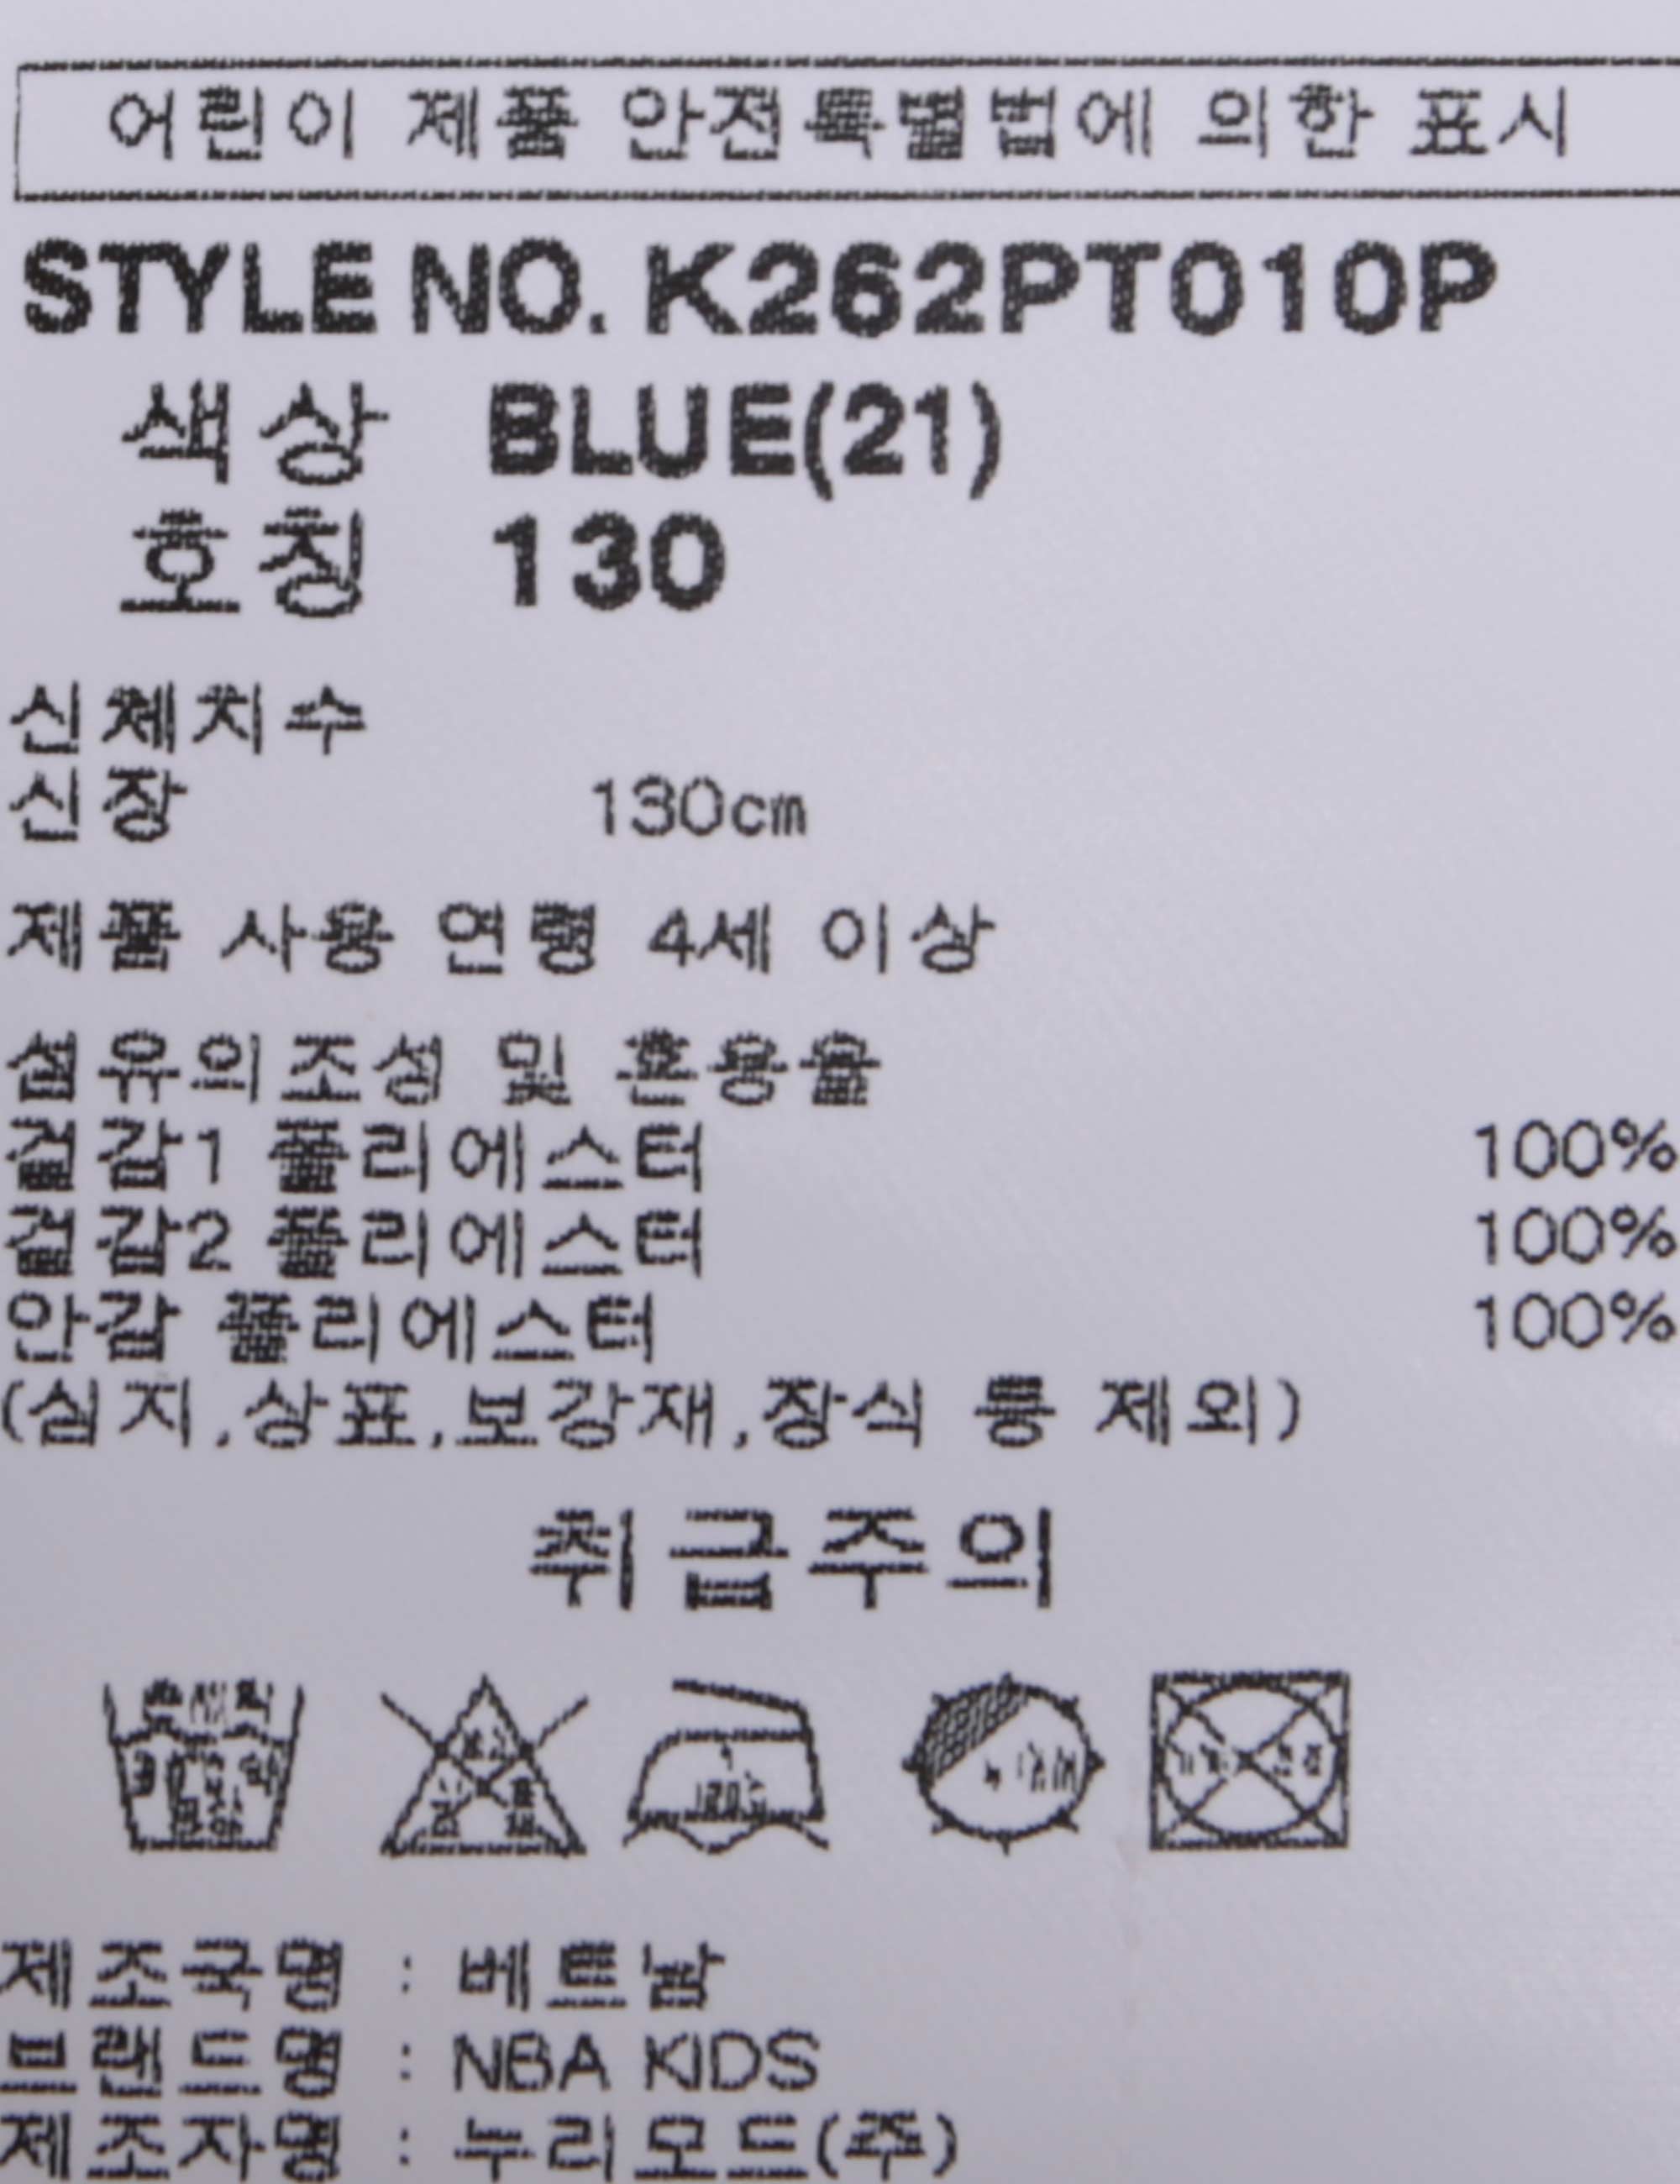 어린이 제품 안전특별법에 의한 표시
STYLE NO. K262PT010P
색상 BLUE(21)
호칭 130
신체치수
신장 130cm
제품 사용 연령 4세 이상
섬유의조성 및 혼용율
겉감1 폴리에스터 100%
겉감2 폴리에스터 100%
안감 폴리에스터 100%
(심지,상표,보강재,장식 등 제외)
취급주의
120℃
제조국명 : 베트남
브랜드명 : NBA KIDS
제조자명 : 누리모드(주)